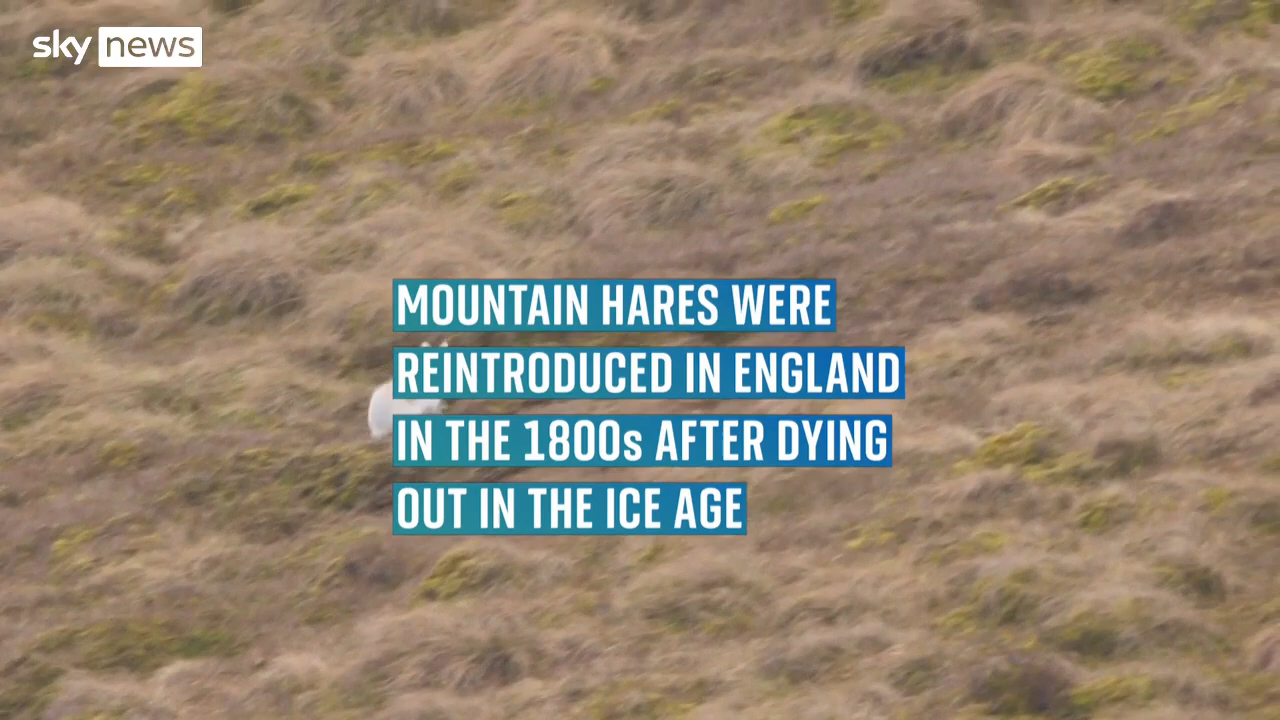 sky news
MOUNTAIN HARES WERE
REINTRODUCED IN ENGLAND
IN THE 1800s AFTER DYING
OUT IN THE ICE AGE